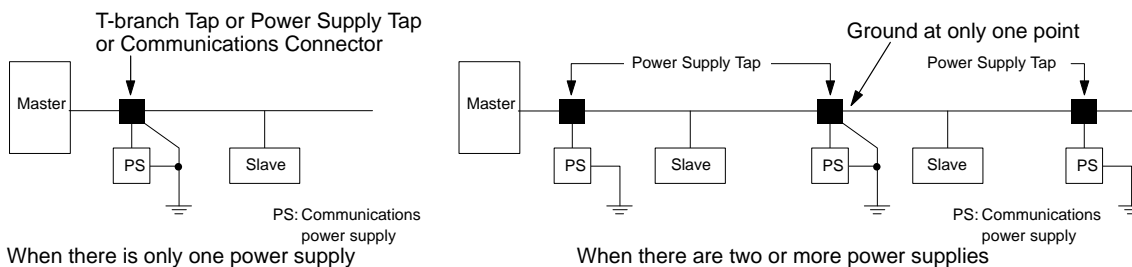 T-branch Tap or Power Supply Tap
or Communications Connector
Master
PS
Slave
PS: Communications
power supply
When there is only one power supply
Ground at only one point
Power Supply Tap
Power Supply Tap
Master
PS
Slave
PS
Slave
PS
PS: Communications
power supply
When there are two or more power supplies